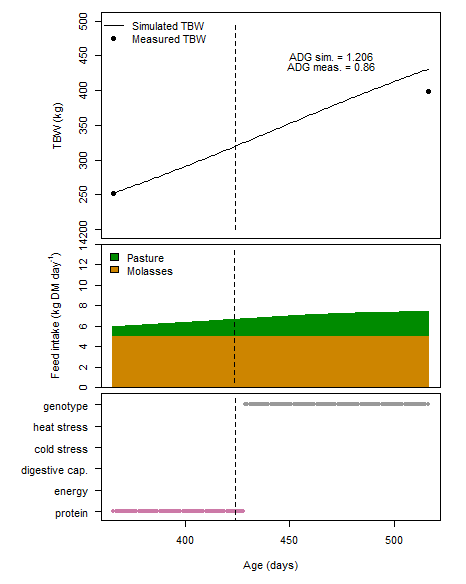 Simulated TBW
Measured TBW
ADG sim. = 1.206
ADG meas. = 0.86
TBW (kg)
500
450
400
350
300
250
200
Pasture
Molasses
Feed intake (kg DM day⁻¹)
14
12
10
8
6
4
2
0
genotype
heat stress
cold stress
digestive cap.
energy
protein
400 450 500
Age (days)